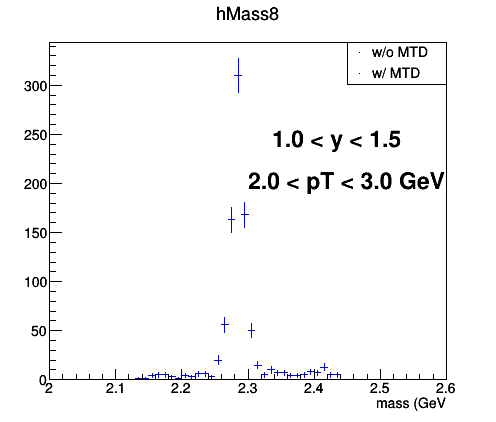 hMass8
w/o MTD
w/ MTD
1.0 < y < 1.5
2.0 < pT < 3.0 GeV
300
250
200
150
100
50
0
2 2.1 2.2 2.3 2.4 2.5 2.6
mass (GeV